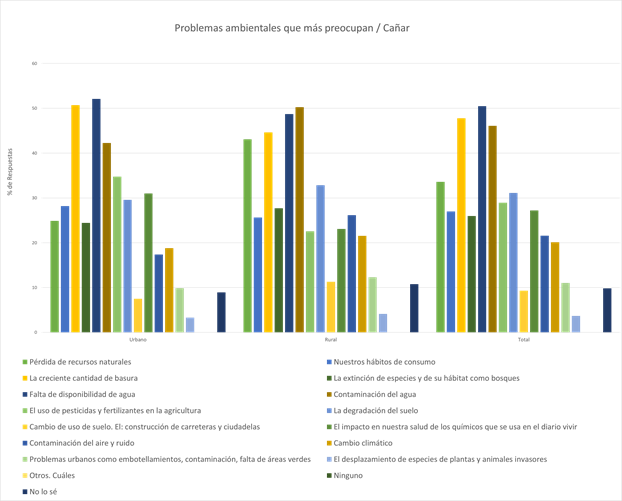 Problemas ambientales que más preocupan / Cañar
60
50
40
30
20
10
0
% de Respuestas
Urbano
Rural
Total
Pérdida de recursos naturales
Nuestros hábitos de consumo
La creciente cantidad de basura
La extinción de especies y de su hábitat como bosques
Falta de disponibilidad de agua
Contaminación del agua
El uso de pesticidas y fertilizantes en la agricultura
La degradación del suelo
Cambio de uso de suelo. El: construcción de carreteras y ciudadelas
El impacto en nuestra salud de los químicos que se usa en el diario vivir
Contaminación del aire y ruido
Cambio climático
Problemas urbanos como embotellamientos, contaminación, falta de áreas verdes
El desplazamiento de especies de plantas y animales invasores
Otros. Cuáles
Ninguno
No lo sé